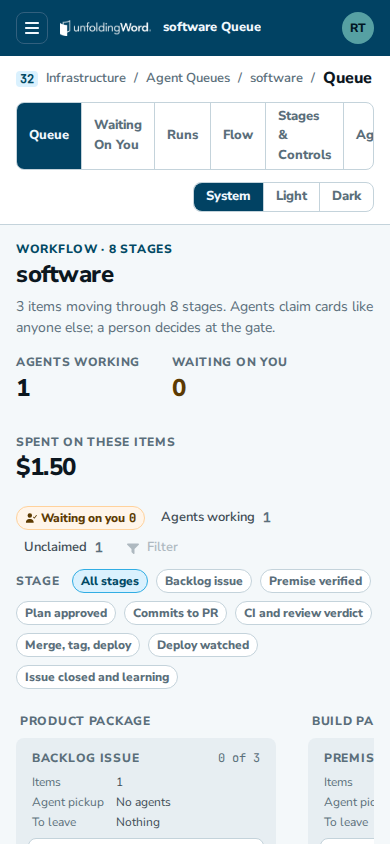 unfoldingWord. software Queue RT
32 Infrastructure / Agent Queues / software / Queue
Queue
Waiting On You
Runs
Flow
Stages & Controls
Ag
System Light Dark
WORKFLOW · 8 STAGES
software
3 items moving through 8 stages. Agents claim cards like
anyone else; a person decides at the gate.
AGENTS WORKING WAITING ON YOU
1 0
SPENT ON THESE ITEMS
$1.50
Waiting on you 0 Agents working 1
Unclaimed 1 Filter
STAGE All stages Backlog issue Premise verified
Plan approved Commits to PR CI and review verdict
Merge, tag, deploy Deploy watched
Issue closed and learning
PRODUCT PACKAGE BUILD PA
BACKLOG ISSUE 0 of 3 PREMIS
Items 1 Items
Agent pickup No agents Agent pic
To leave Nothing To leave